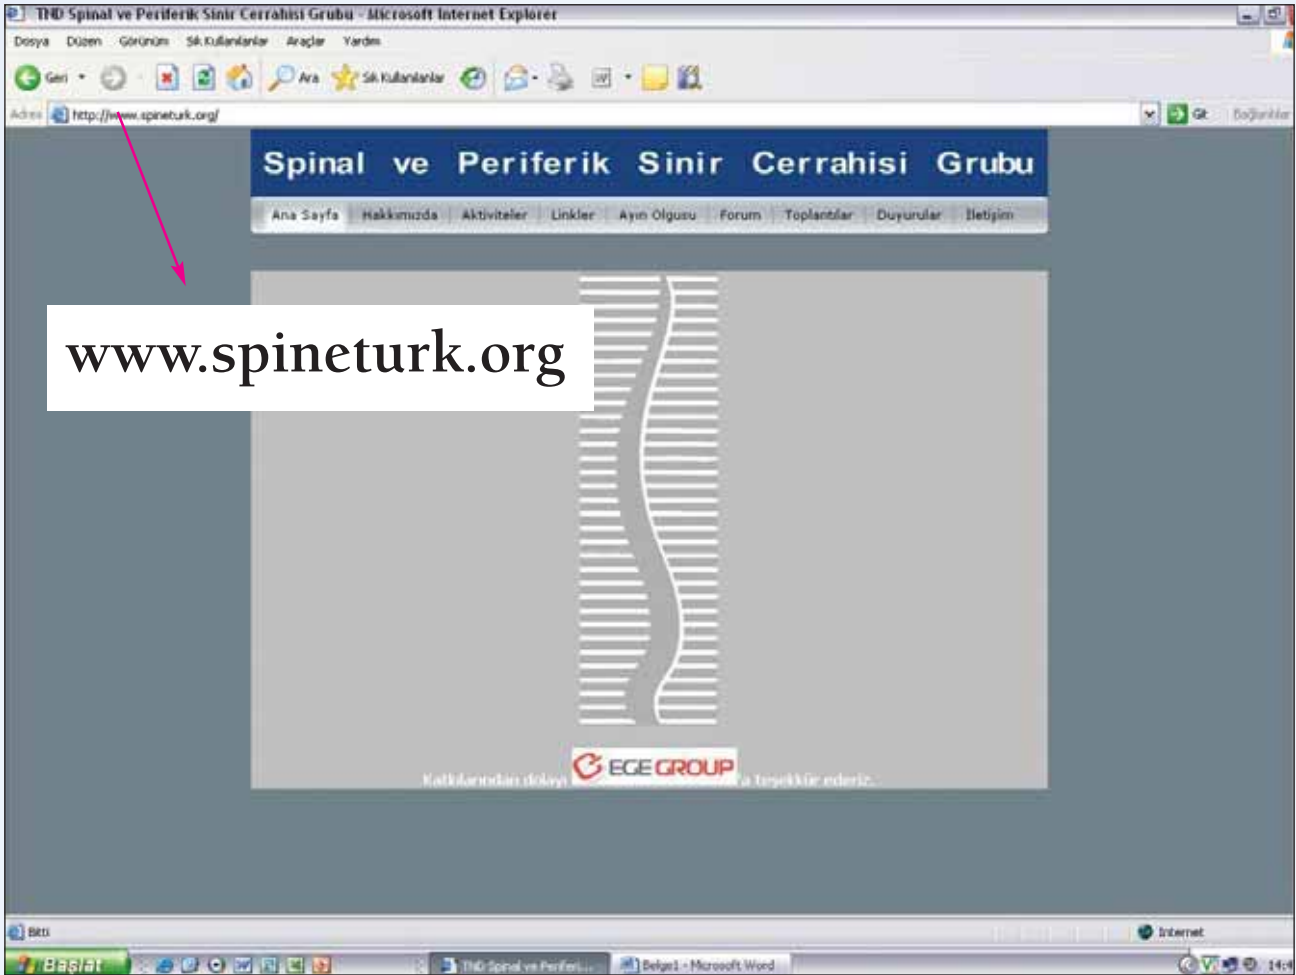 TND Spinal ve Periferik Sinir Cerrahisi Grubu - Microsoft Internet Explorer
Dosya Düzen Görünüm Sık Kullanılanlar Araçlar Yardım
Geri Ara Sık Kullanılanlar
Adres http://www.spineturk.org/ Git Bağlantılar
Spinal ve Periferik Sinir Cerrahisi Grubu
Ana Sayfa Hakkımızda Aktiviteler Linkler Ayın Olgusu Forum Toplantılar Duyurular İletişim
www.spineturk.org
Katkılarından dolayı EGE GROUP 'a teşekkür ederiz.
Bitti Internet
Başlat TND Spinal ve Periferi... Belge1 - Microsoft Word